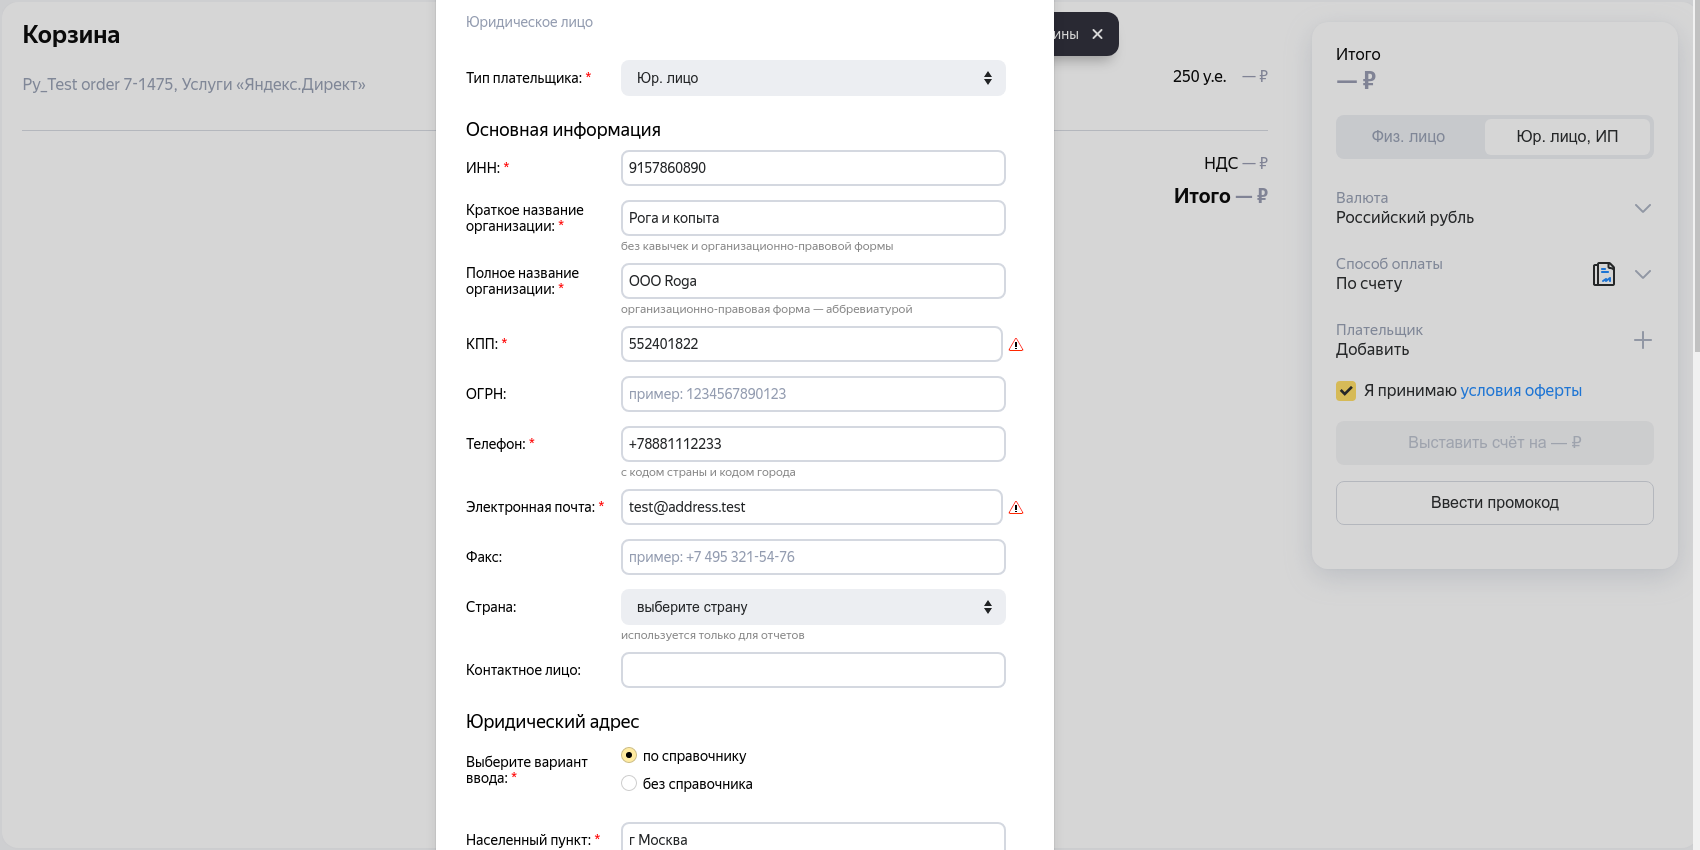 Корзина
Py_Test order 7-1475, Услуги «Яндекс.Директ»
Юридическое лицо
Тип плательщика: *
Юр. лицо
Основная информация
ИНН: *
9157860890
Краткое название
организации: *
Рога и копыта
без кавычек и организационно-правовой формы
Полное название
организации: *
ООО Roga
организационно-правовая форма — аббревиатурой
КПП: *
552401822
ОГРН:
пример: 1234567890123
Телефон: *
+78881112233
с кодом страны и кодом города
Электронная почта: *
test@address.test
Факс:
пример: +7 495 321-54-76
Страна:
выберите страну
используется только для отчетов
Контактное лицо:
Юридический адрес
Выберите вариант
ввода: *
по справочнику
без справочника
Населенный пункт: *
г Москва
250 у.е. — ₽
НДС — ₽
Итого — ₽
Итого
— ₽
Физ. лицо
Юр. лицо, ИП
Валюта
Российский рубль
Способ оплаты
По счету
Плательщик
Добавить
Я принимаю условия оферты
Выставить счёт на — ₽
Ввести промокод